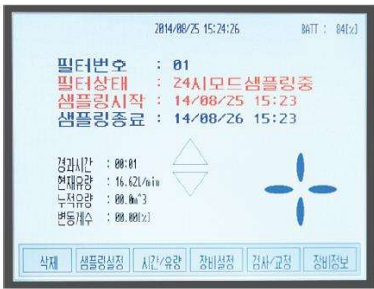 2014/08/25 15:24:26 BATT : 84[%]
필터번호 : 01
필터상태 : 24시모드샘플링중
샘플링시작 : 14/08/25 15:23
샘플링종료 : 14/08/26 15:23
경과시간 : 00:01
현재유량 : 16.62l/min
누적유량 : 00.0m^3
변동계수 : 00.00[%]
삭제 샘플링설정 시간/유량 장비설정 검사/교정 장비정보